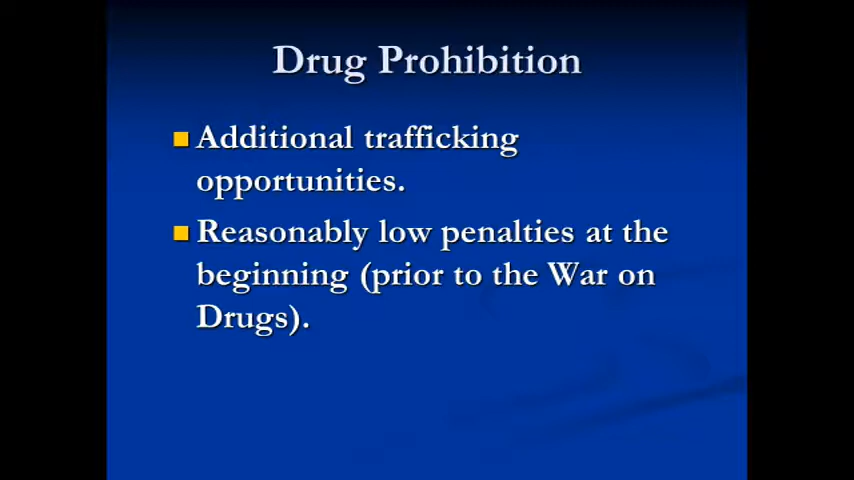 Drug Prohibition
Additional trafficking
opportunities.
Reasonably low penalties at the
beginning (prior to the War on
Drugs).